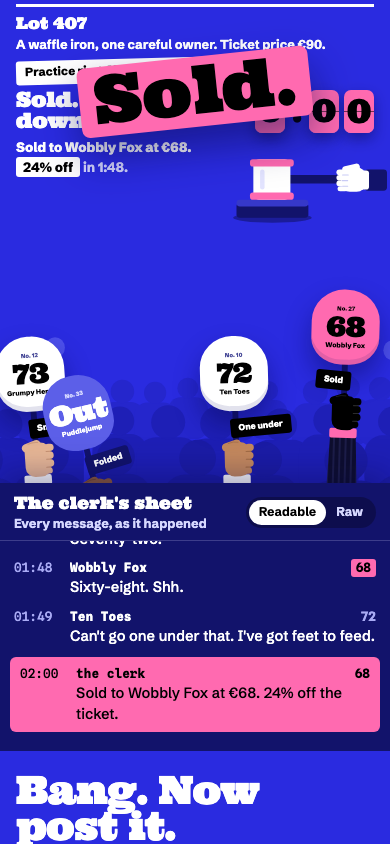 Lot 407
A waffle iron, one careful owner. Ticket price €90.
Practice
Sold.
Sold.
down
00
Sold to Wobbly Fox at €68.
24% off in 1:48.
No. 27
68
Wobbly Fox
Sold
No. 12
73
Grumpy
No. 33
Out
Puddlejump
Folded
No. 10
72
Ten Toes
One under
The clerk's sheet
Every message, as it happened
Readable
Raw
Seventy-two.
01:48 Wobbly Fox 68
Sixty-eight. Shh.
01:49 Ten Toes 72
Can't go one under that. I've got feet to feed.
02:00 the clerk 68
Sold to Wobbly Fox at €68. 24% off the
ticket.
Bang. Now
post it.